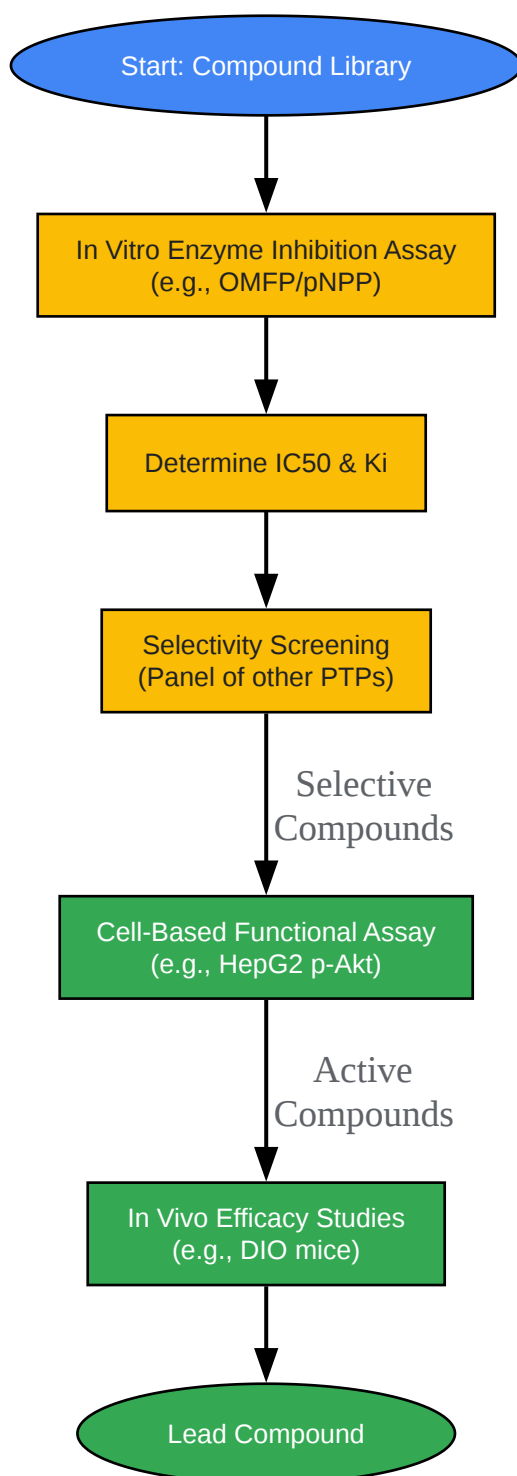 Start: Compound Library
In Vitro Enzyme Inhibition Assay
(e.g., OMFP/pNPP)
Determine IC50 & Ki
Selectivity Screening
(Panel of other PTPs)
Selective
Compounds
Cell-Based Functional Assay
(e.g., HepG2 p-Akt)
Active
Compounds
In Vivo Efficacy Studies
(e.g., DIO mice)
Lead Compound